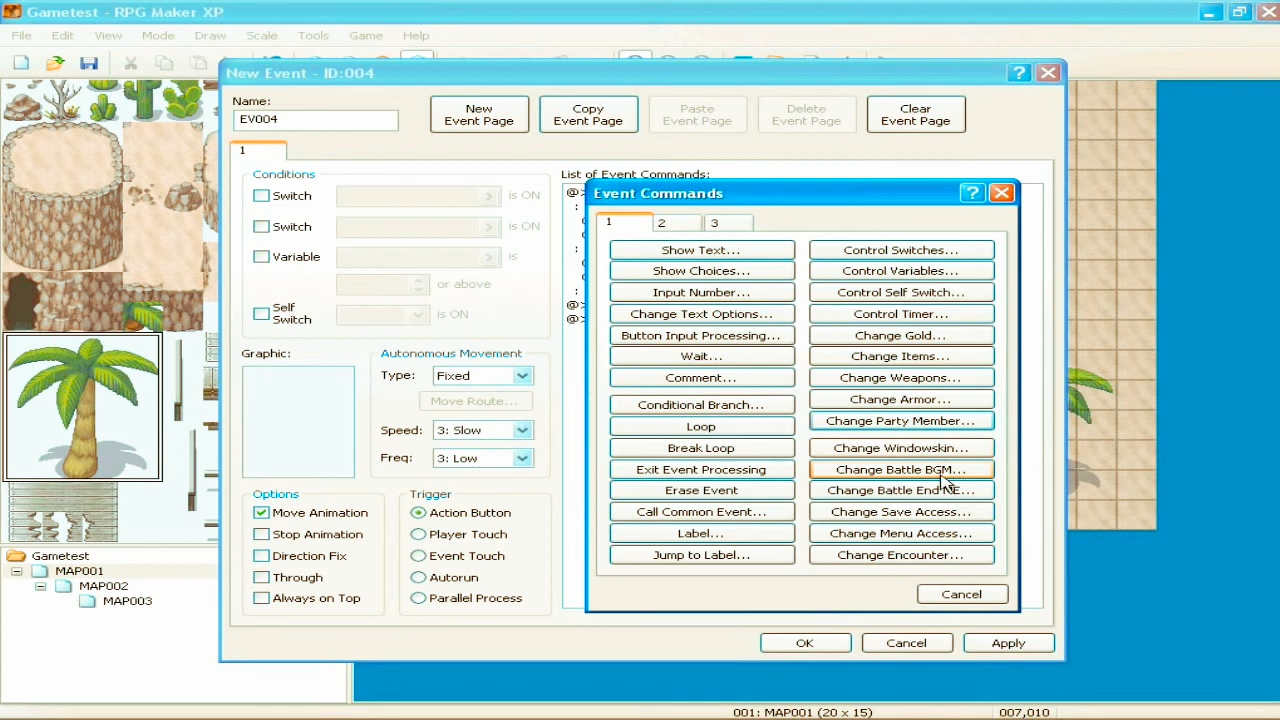 Gametest - RPG Maker XP
File Edit View Mode Draw Scale Tools Game Help
New Event - ID:004
Name:
EV004
New Event Page
Copy Event Page
Paste Event Page
Delete Event Page
Clear Event Page
1
Conditions
Switch is ON
Switch is ON
Variable is
or above
Self Switch is ON
Graphic:
Autonomous Movement
Type: Fixed
Move Route...
Speed: 3: Slow
Freq: 3: Low
Options
Move Animation
Stop Animation
Direction Fix
Through
Always on Top
Trigger
Action Button
Player Touch
Event Touch
Autorun
Parallel Process
List of Event Commands:
@>
:
:
:
@>
@>
Event Commands
1 2 3
Show Text...
Show Choices...
Input Number...
Change Text Options...
Button Input Processing...
Wait...
Comment...
Conditional Branch...
Loop
Break Loop
Exit Event Processing
Erase Event
Call Common Event...
Label...
Jump to Label...
Control Switches...
Control Variables...
Control Self Switch...
Control Timer...
Change Gold...
Change Items...
Change Weapons...
Change Armor...
Change Party Member...
Change Windowskin...
Change Battle BGM...
Change Battle End ME...
Change Save Access...
Change Menu Access...
Change Encounter...
Cancel
OK Cancel Apply
Gametest
MAP001
MAP002
MAP003
001: MAP001 (20 x 15) 007,010